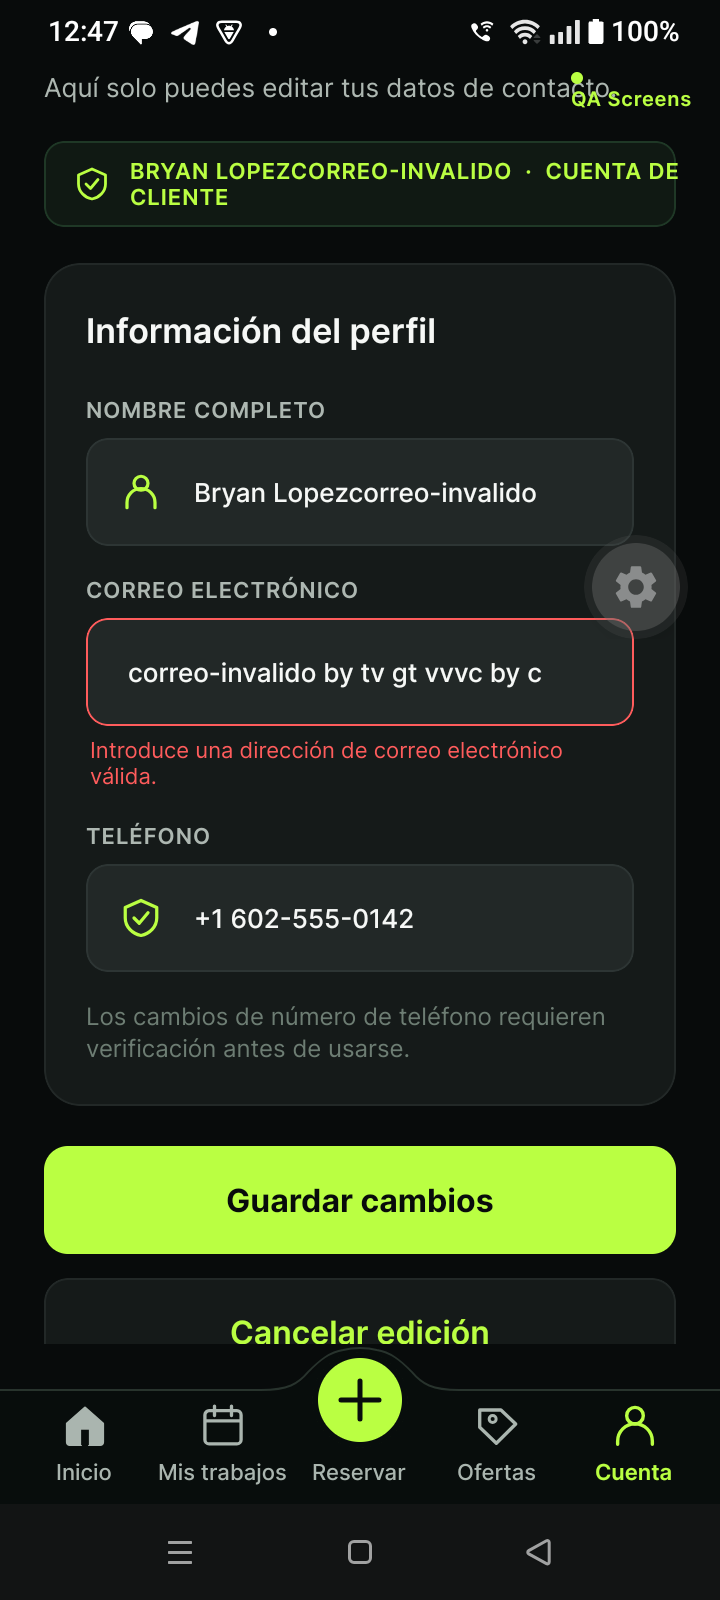 12:47
100%
Aquí solo puedes editar tus datos de contacto.
QA Screens
BRYAN LOPEZCORREO-INVALIDO · CUENTA DE
CLIENTE
Información del perfil
NOMBRE COMPLETO
Bryan Lopezcorreo-invalido
CORREO ELECTRÓNICO
correo-invalido by tv gt vvvc by c
Introduce una dirección de correo electrónico
válida.
TELÉFONO
+1 602-555-0142
Los cambios de número de teléfono requieren
verificación antes de usarse.
Guardar cambios
Cancelar edición
Inicio
Mis trabajos
Reservar
Ofertas
Cuenta